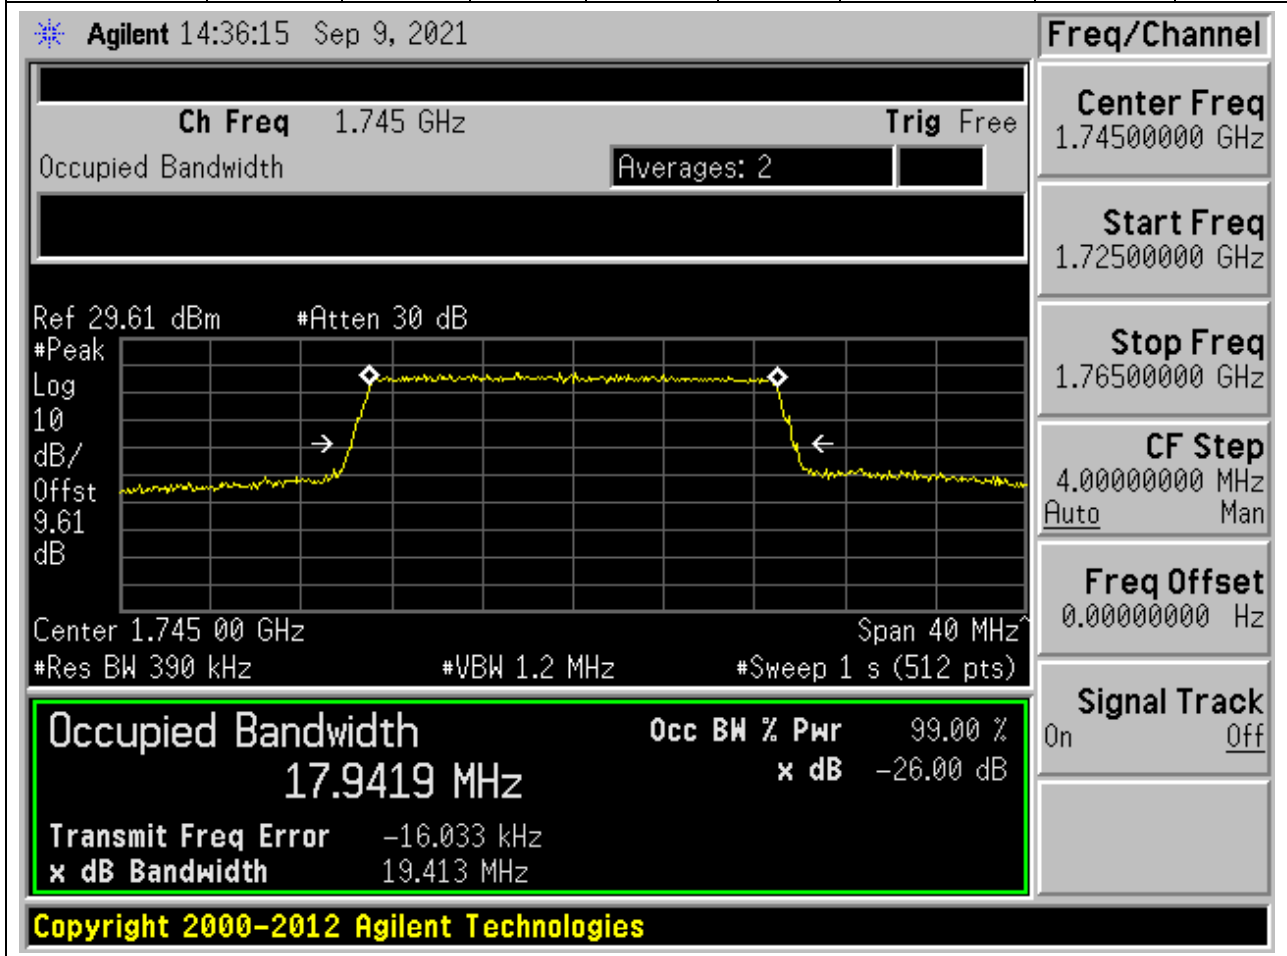 Agilent 14:36:15 Sep 9, 2021
Freq/Channel
Ch Freq 1.745 GHz Trig Free
Occupied Bandwidth Averages: 2
Center Freq
1.74500000 GHz
Start Freq
1.72500000 GHz
Stop Freq
1.76500000 GHz
CF Step
4.00000000 MHz
Auto Man
Freq Offset
0.00000000 Hz
Signal Track
On Off
Ref 29.61 dBm #Atten 30 dB
#Peak
Log
10
dB/
Offst
9.61
dB
Center 1.745 00 GHz Span 40 MHz^
#Res BW 390 kHz #VBW 1.2 MHz #Sweep 1 s (512 pts)
Occupied Bandwidth Occ BW % Pwr 99.00 %
17.9419 MHz x dB -26.00 dB
Transmit Freq Error -16.033 kHz
x dB Bandwidth 19.413 MHz
Copyright 2000-2012 Agilent Technologies